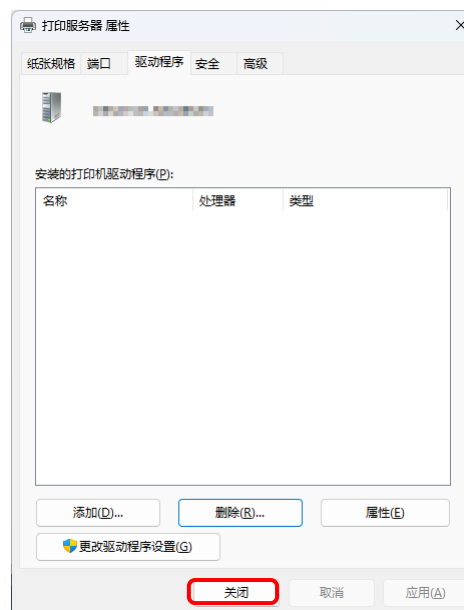 打印服务器 属性
纸张规格 端口 驱动程序 安全 高级
安装的打印机驱动程序(P):
名称 处理器 类型
添加(D)... 删除(R)... 属性(E)
更改驱动程序设置(G)
关闭 取消 应用(A)